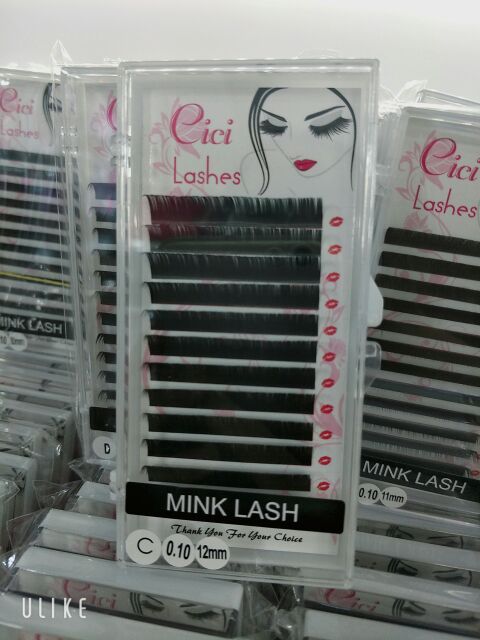 Cici
Lashes
MINK LASH
Thank You For Your Choice
C 0.10 12mm
Cici
Lashes
MINK LASH
0.10 11mm
Cici
Lashes
MINK LASH
D
Cici
ULIKE